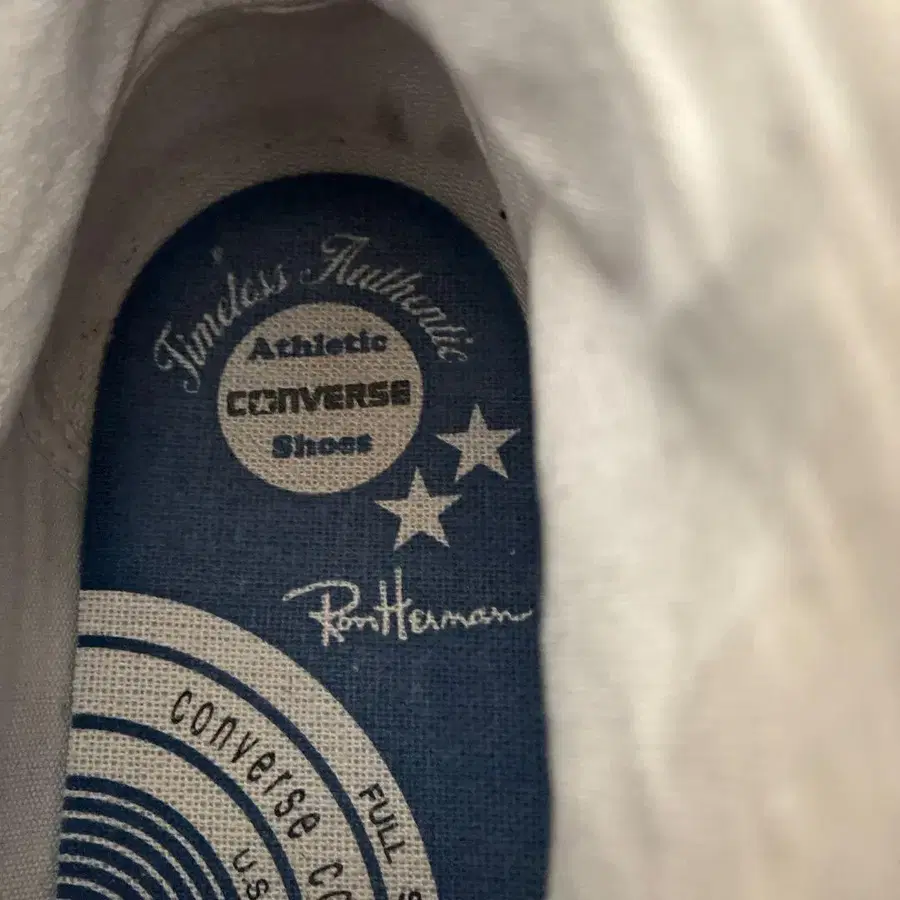 Timeless Authentic
Athletic
CONVERSE
Shoes
RonHerman
converse
FULL
U.S